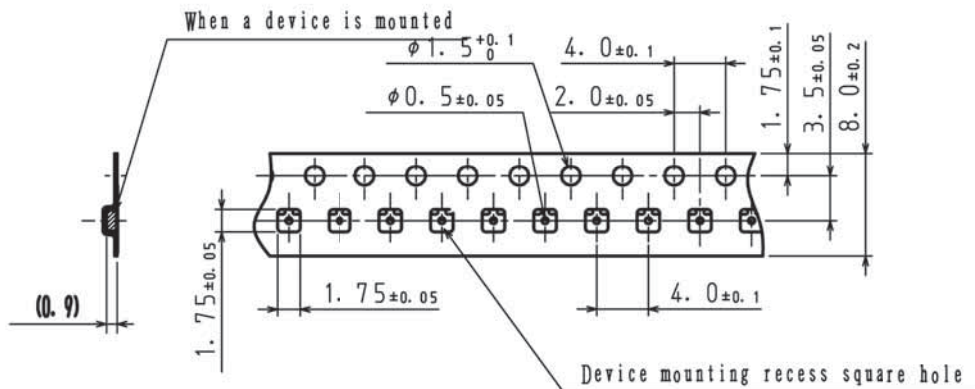 When a device is mounted
φ1.5 +0.1 0
4.0±0.1
φ0.5±0.05
2.0±0.05
1.75±0.1
3.5±0.05
8.0±0.2
1.75±0.05
(0.9)
1.75±0.05
4.0±0.1
Device mounting recess square hole